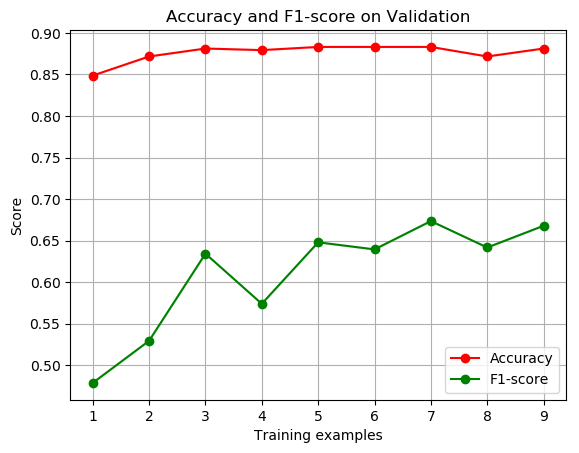 Accuracy and F1-score on Validation
0.90
0.85
0.80
0.75
0.70
0.65
0.60
0.55
0.50
Score
Accuracy
F1-score
1 2 3 4 5 6 7 8 9
Training examples